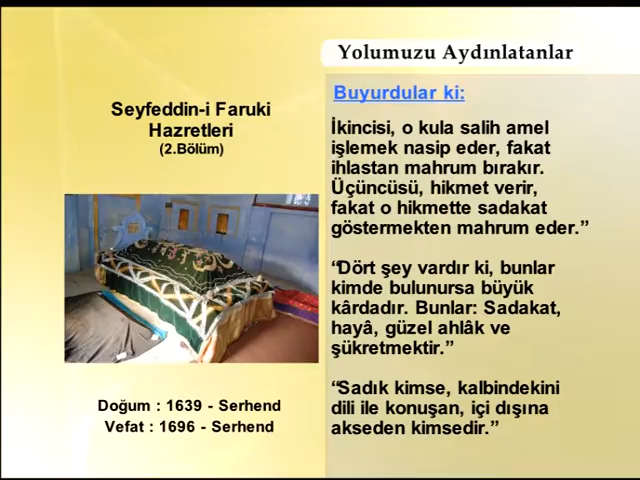 Yolumuzu Aydınlatanlar
Seyfeddin-i Faruki
Hazretleri
(2.Bölüm)
Doğum : 1639 - Serhend
Vefat : 1696 - Serhend
Buyurdular ki:
İkincisi, o kula salih amel
işlemek nasip eder, fakat
ihlastan mahrum bırakır.
Üçüncüsü, hikmet verir,
fakat o hikmette sadakat
göstermekten mahrum eder.”
“Dört şey vardır ki, bunlar
kimde bulunursa büyük
kârdadır. Bunlar: Sadakat,
hayâ, güzel ahlâk ve
şükretmektir.”
“Sadık kimse, kalbindekini
dili ile konuşan, içi dışına
akseden kimsedir.”